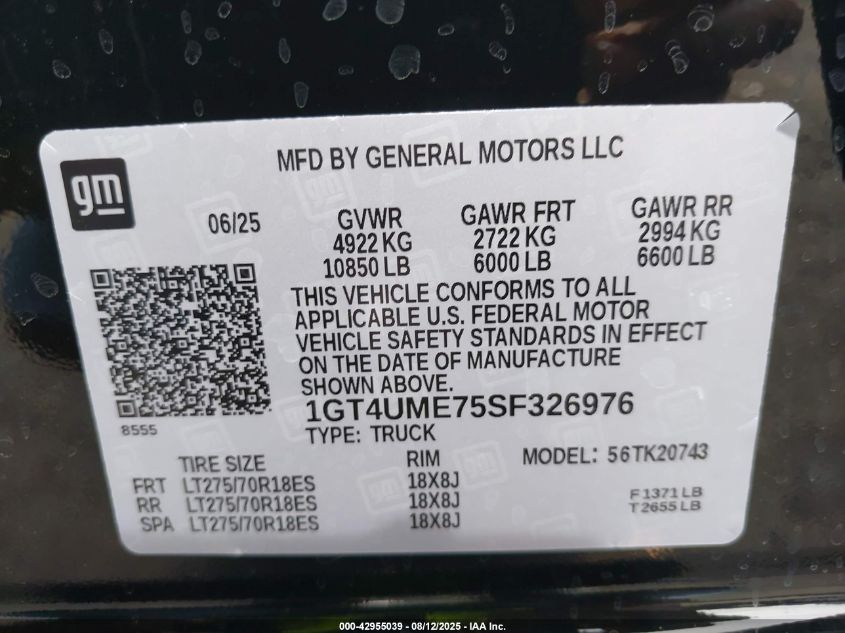 MFD BY GENERAL MOTORS LLC
gm
06/25
GVWR GAWR FRT GAWR RR
4922 KG 2722 KG 2994 KG
10850 LB 6000 LB 6600 LB
THIS VEHICLE CONFORMS TO ALL
APPLICABLE U.S. FEDERAL MOTOR
VEHICLE SAFETY STANDARDS IN EFFECT
ON THE DATE OF MANUFACTURE
SHOWN ABOVE.
1GT4UME75SF326976
8555
TYPE: TRUCK
MODEL: 56TK20743
TIRE SIZE RIM
FRT LT275/70R18ES 18X8J
RR LT275/70R18ES 18X8J
SPA LT275/70R18ES 18X8J
F1371 LB
T2655 LB
000-42955039 - 08/12/2025 - IAA Inc.